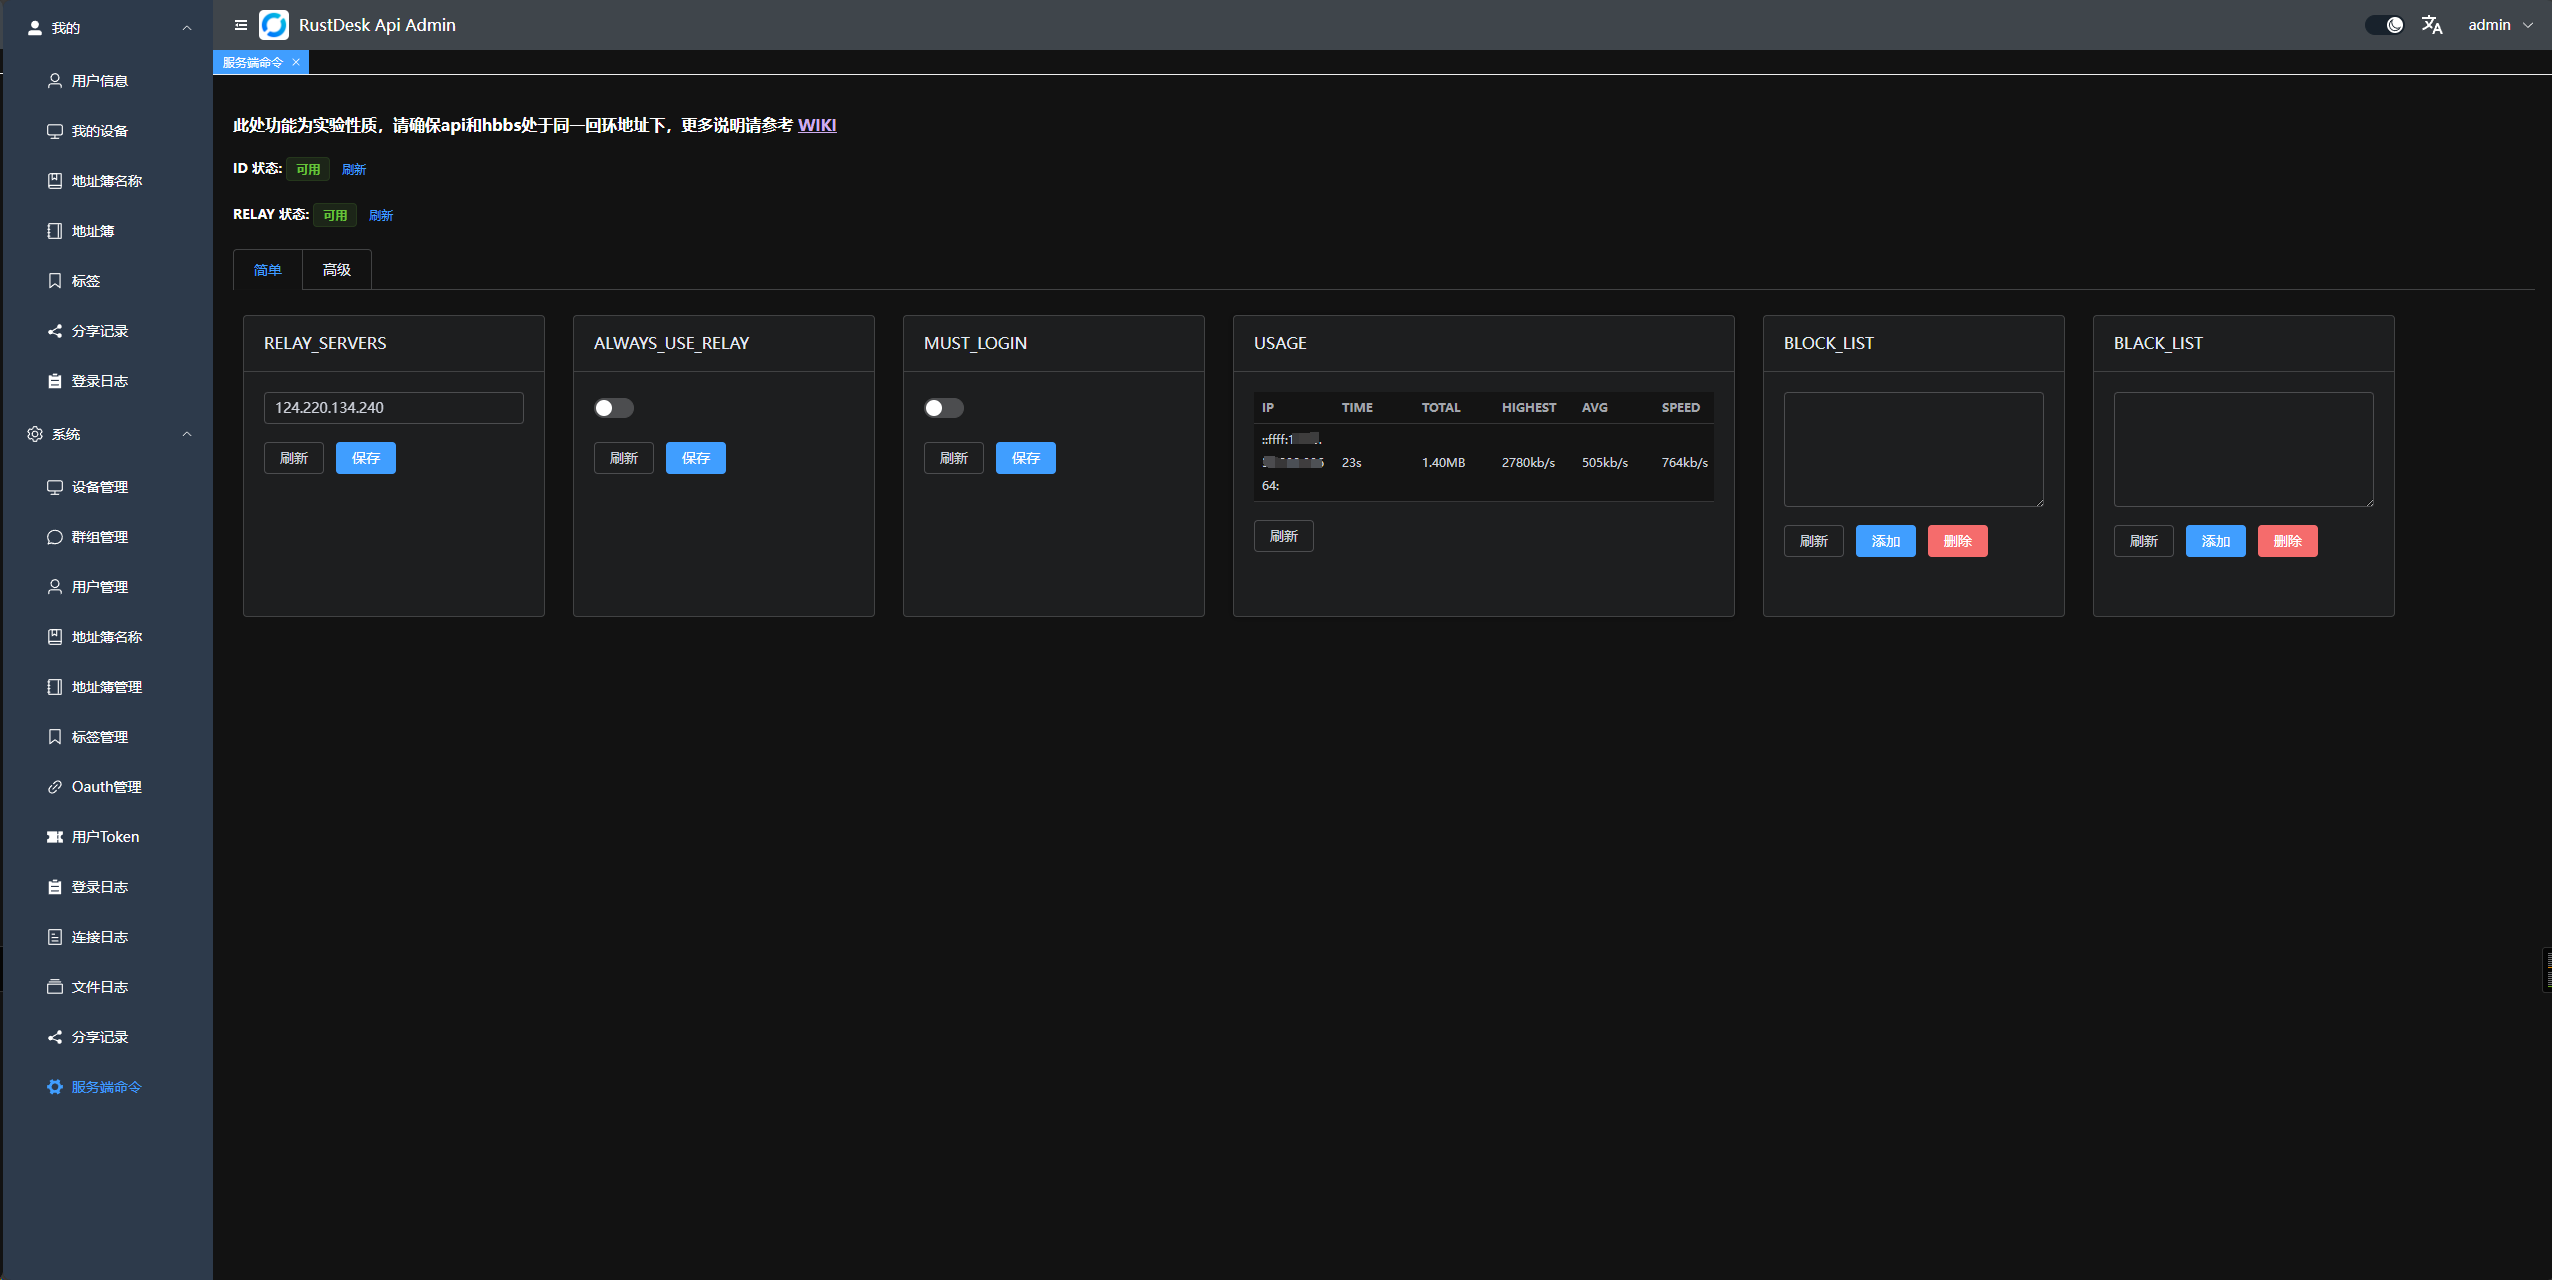 我的
用户信息
我的设备
地址簿名称
地址簿
标签
分享记录
登录日志
系统
设备管理
群组管理
用户管理
地址簿名称
地址簿管理
标签管理
Oauth管理
用户Token
登录日志
连接日志
文件日志
分享记录
服务端命令
RustDesk Api Admin
admin
服务端命令
此处功能为实验性质，请确保api和hbbs处于同一回环地址下，更多说明请参考 WIKI
ID 状态: 可用 刷新
RELAY 状态: 可用 刷新
简单 高级
RELAY_SERVERS
124.220.134.240
刷新 保存
ALWAYS_USE_RELAY
刷新 保存
MUST_LOGIN
刷新 保存
USAGE
IP TIME TOTAL HIGHEST AVG SPEED
::ffff:1
23s 1.40MB 2780kb/s 505kb/s 764kb/s
64:
刷新
BLOCK_LIST
刷新 添加 删除
BLACK_LIST
刷新 添加 删除